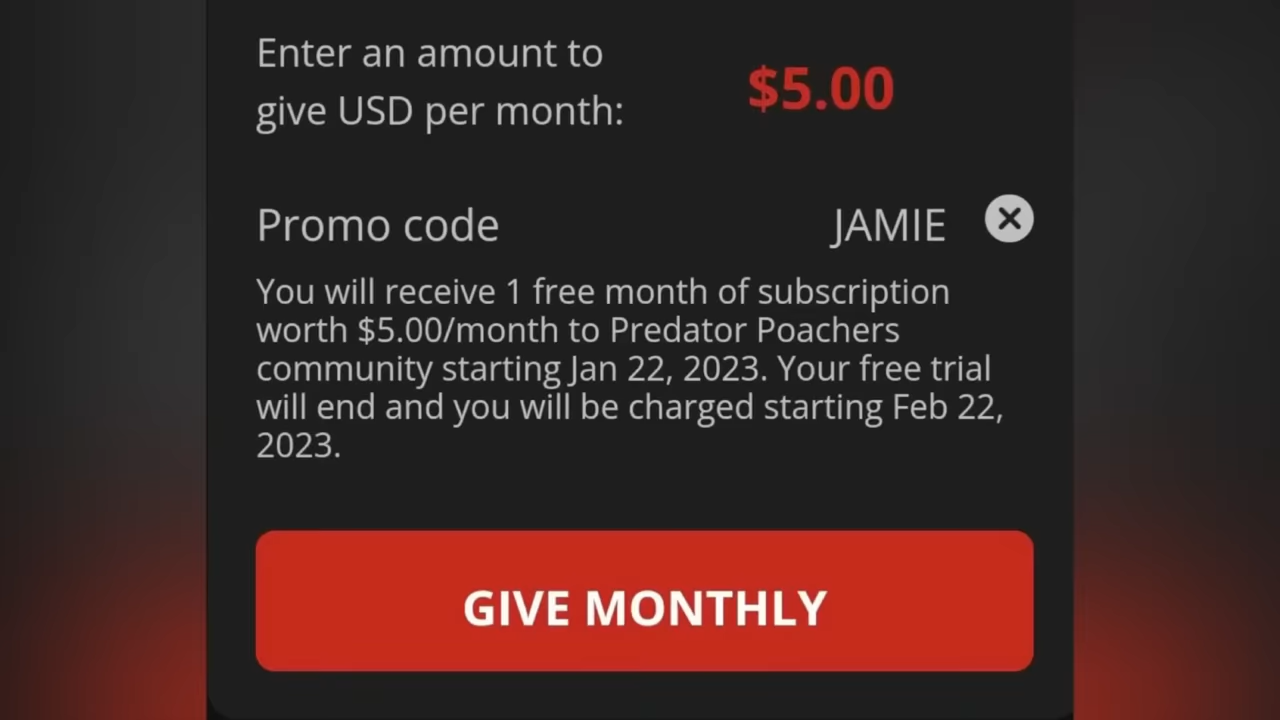 Enter an amount to
give USD per month:
$5.00
Promo code
JAMIE
You will receive 1 free month of subscription
worth $5.00/month to Predator Poachers
community starting Jan 22, 2023. Your free trial
will end and you will be charged starting Feb 22,
2023.
GIVE MONTHLY